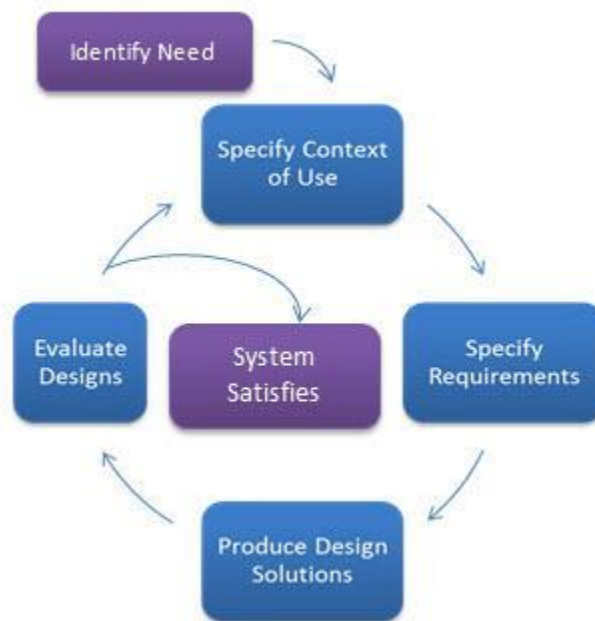 Identify Need
Specify Context
of Use
Evaluate
Designs
System
Satisfies
Specify
Requirements
Produce Design
Solutions